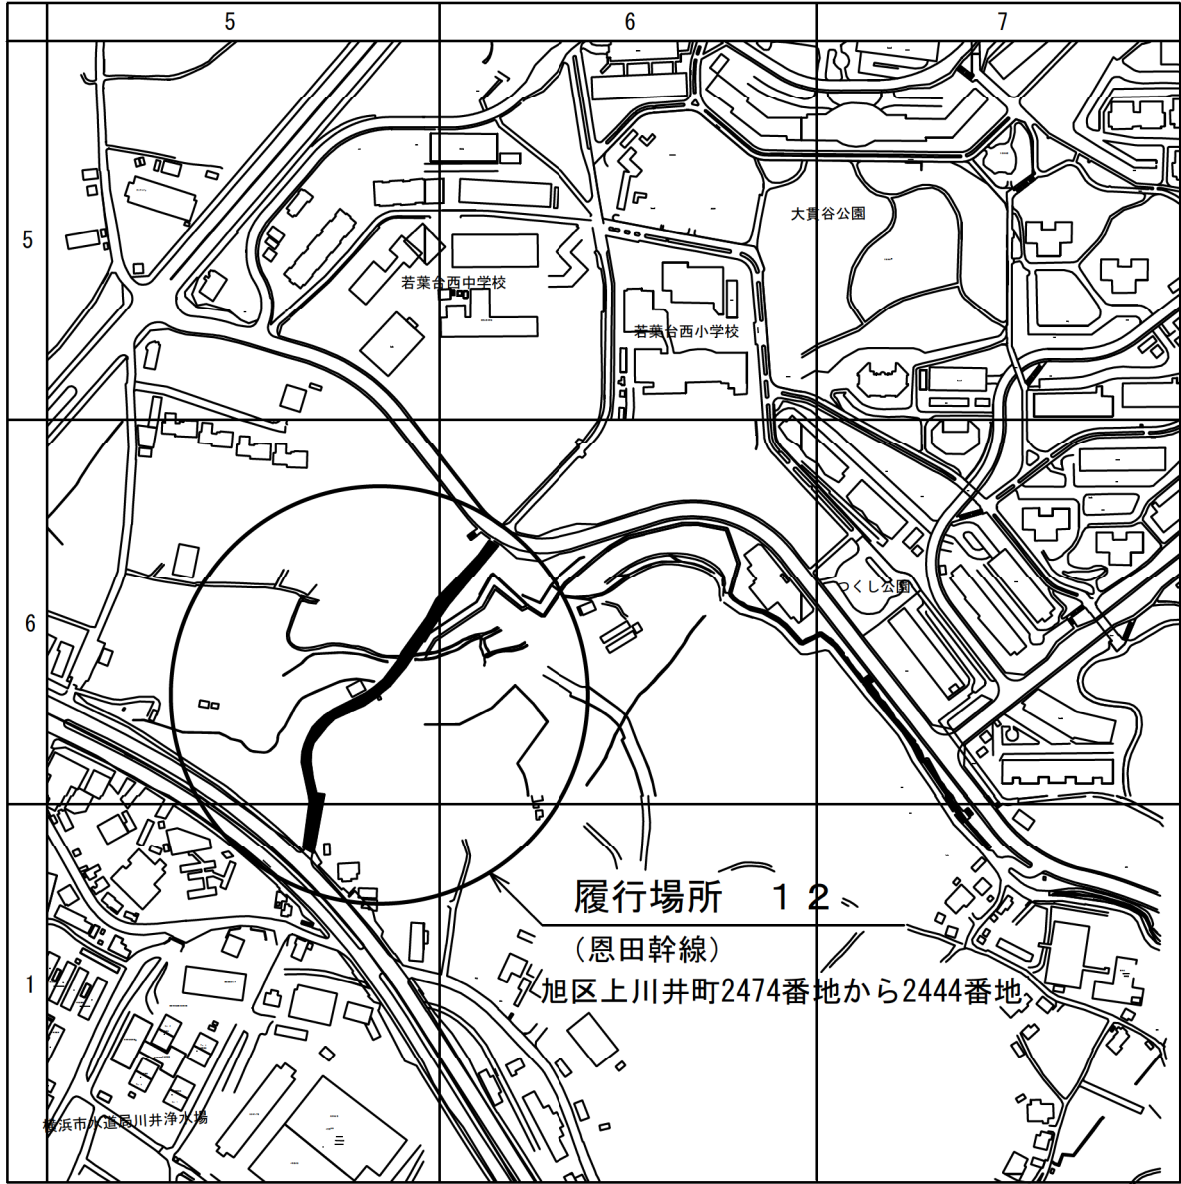 5 6 7
5
大貫谷公園
若葉台西中学校
若葉台西小学校
6
つくし公園
履行場所　12
(恩田幹線)
1
旭区上川井町2474番地から2444番地
横浜市水道局川井浄水場